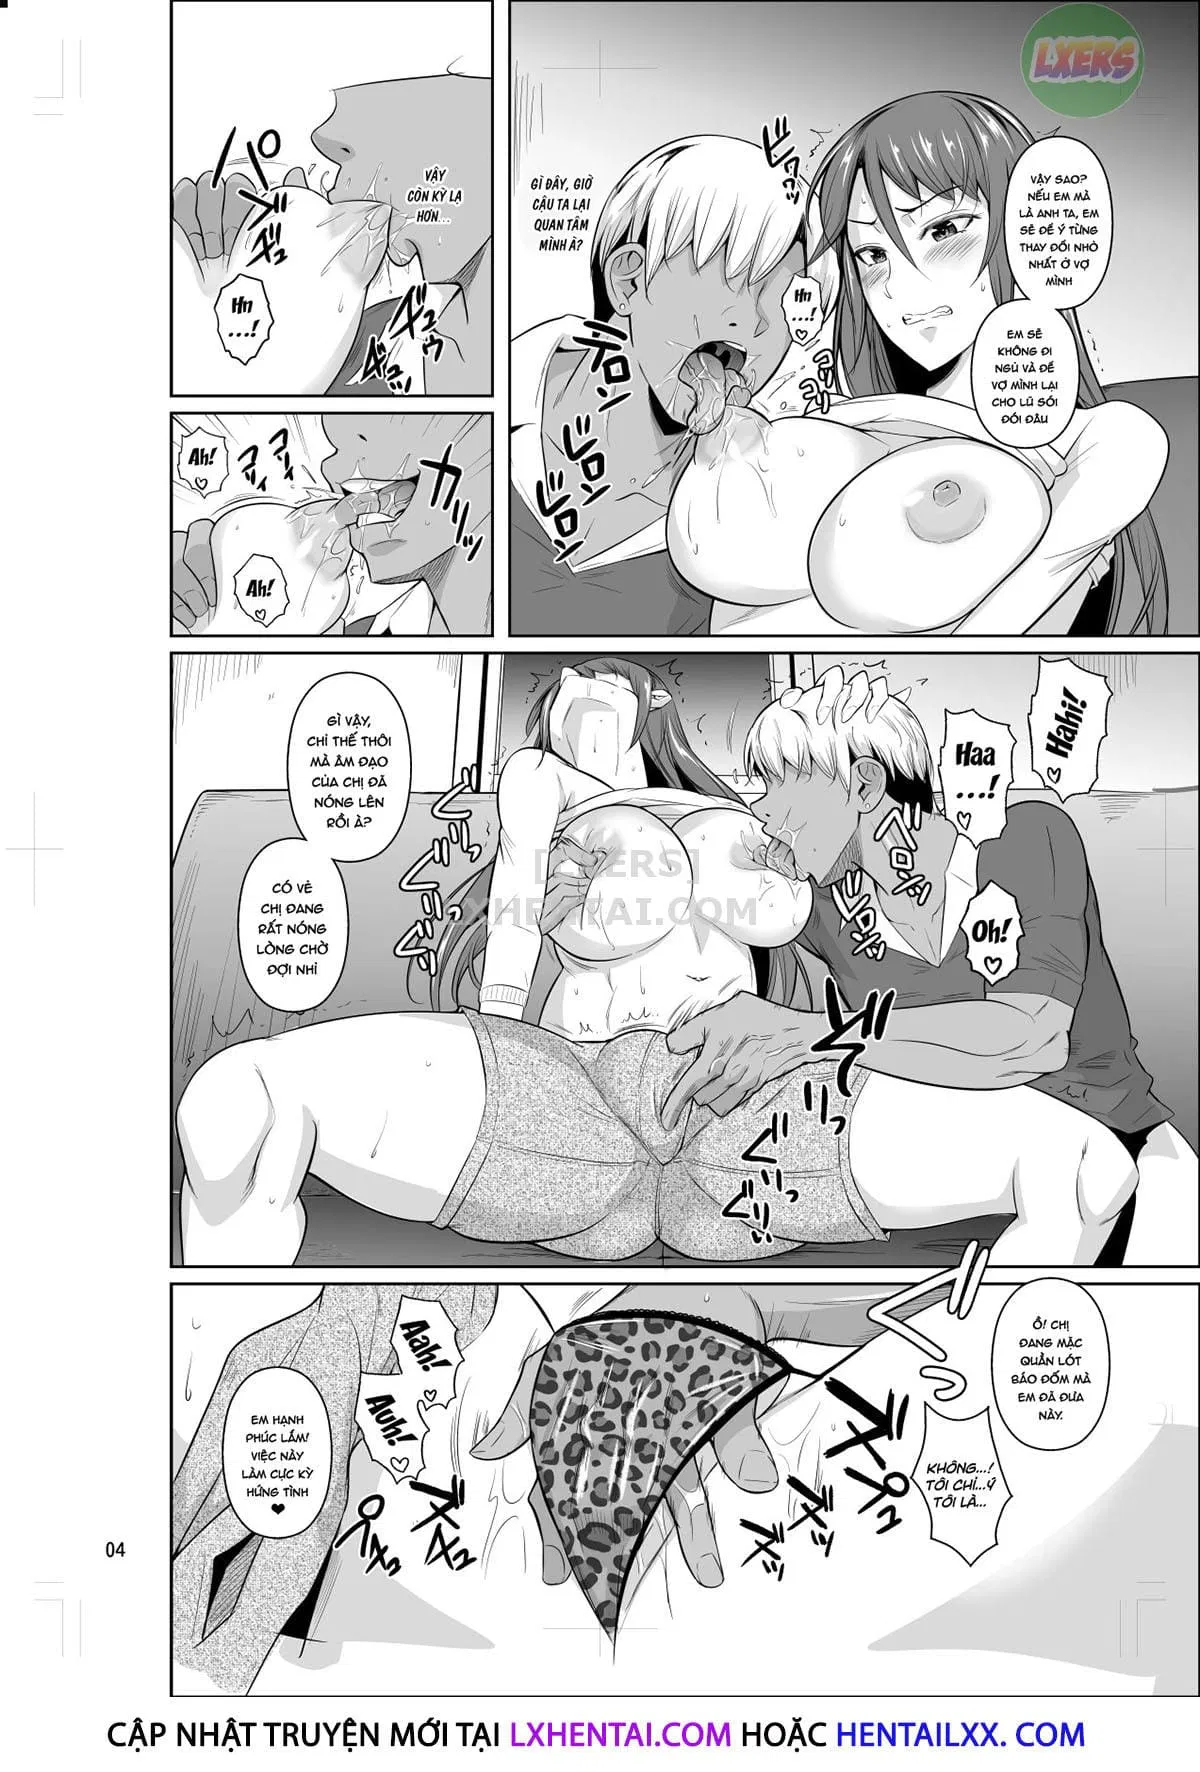 LXERS
VẬY SAO?
NẾU EM MÀ
LÀ ANH TA, EM
SẼ ĐỂ Ý TỪNG
THAY ĐỔI NHỎ
NHẤT Ở VỢ
MÌNH
EM SẼ
KHÔNG ĐI
NGỦ VÀ ĐỂ
VỢ MÌNH LẠI
CHO LŨ SÓI
ĐÓI ĐÂU
Hn
....!
GÌ ĐÂY, GIỜ
CẬU TA LẠI
QUAN TÂM
MÌNH À?
VẬY
CÒN KỲ LẠ
HƠN...
Hn
....!
Ah!
Ah!
Hahi!
Haa
....!
Oh!
GÌ VẬY,
CHỈ THẾ THÔI
MÀ ÂM ĐẠO
CỦA CHỊ ĐÃ
NÓNG LÊN
RỒI À?
CÓ VẺ
CHỊ ĐANG
RẤT NÓNG
LÒNG CHỜ
ĐỢI NHỈ
[LXERS]
LXHENTAI.COM
Ồ! CHỊ
ĐANG MẶC
QUẦN LÓT
BÁO ĐỐM MÀ
EM ĐÃ ĐƯA
NÀY.
KHÔNG...!
TÔI CHỈ...Ý
TÔI LÀ...
Aah!
Auh!
EM HẠNH
PHÚC LẮM!
VIỆC NÀY
LÀM CỰC KỲ
HỨNG TÌNH
04
CẬP NHẬT TRUYỆN MỚI TẠI LXHENTAI.COM HOẶC HENTAILXX. COM